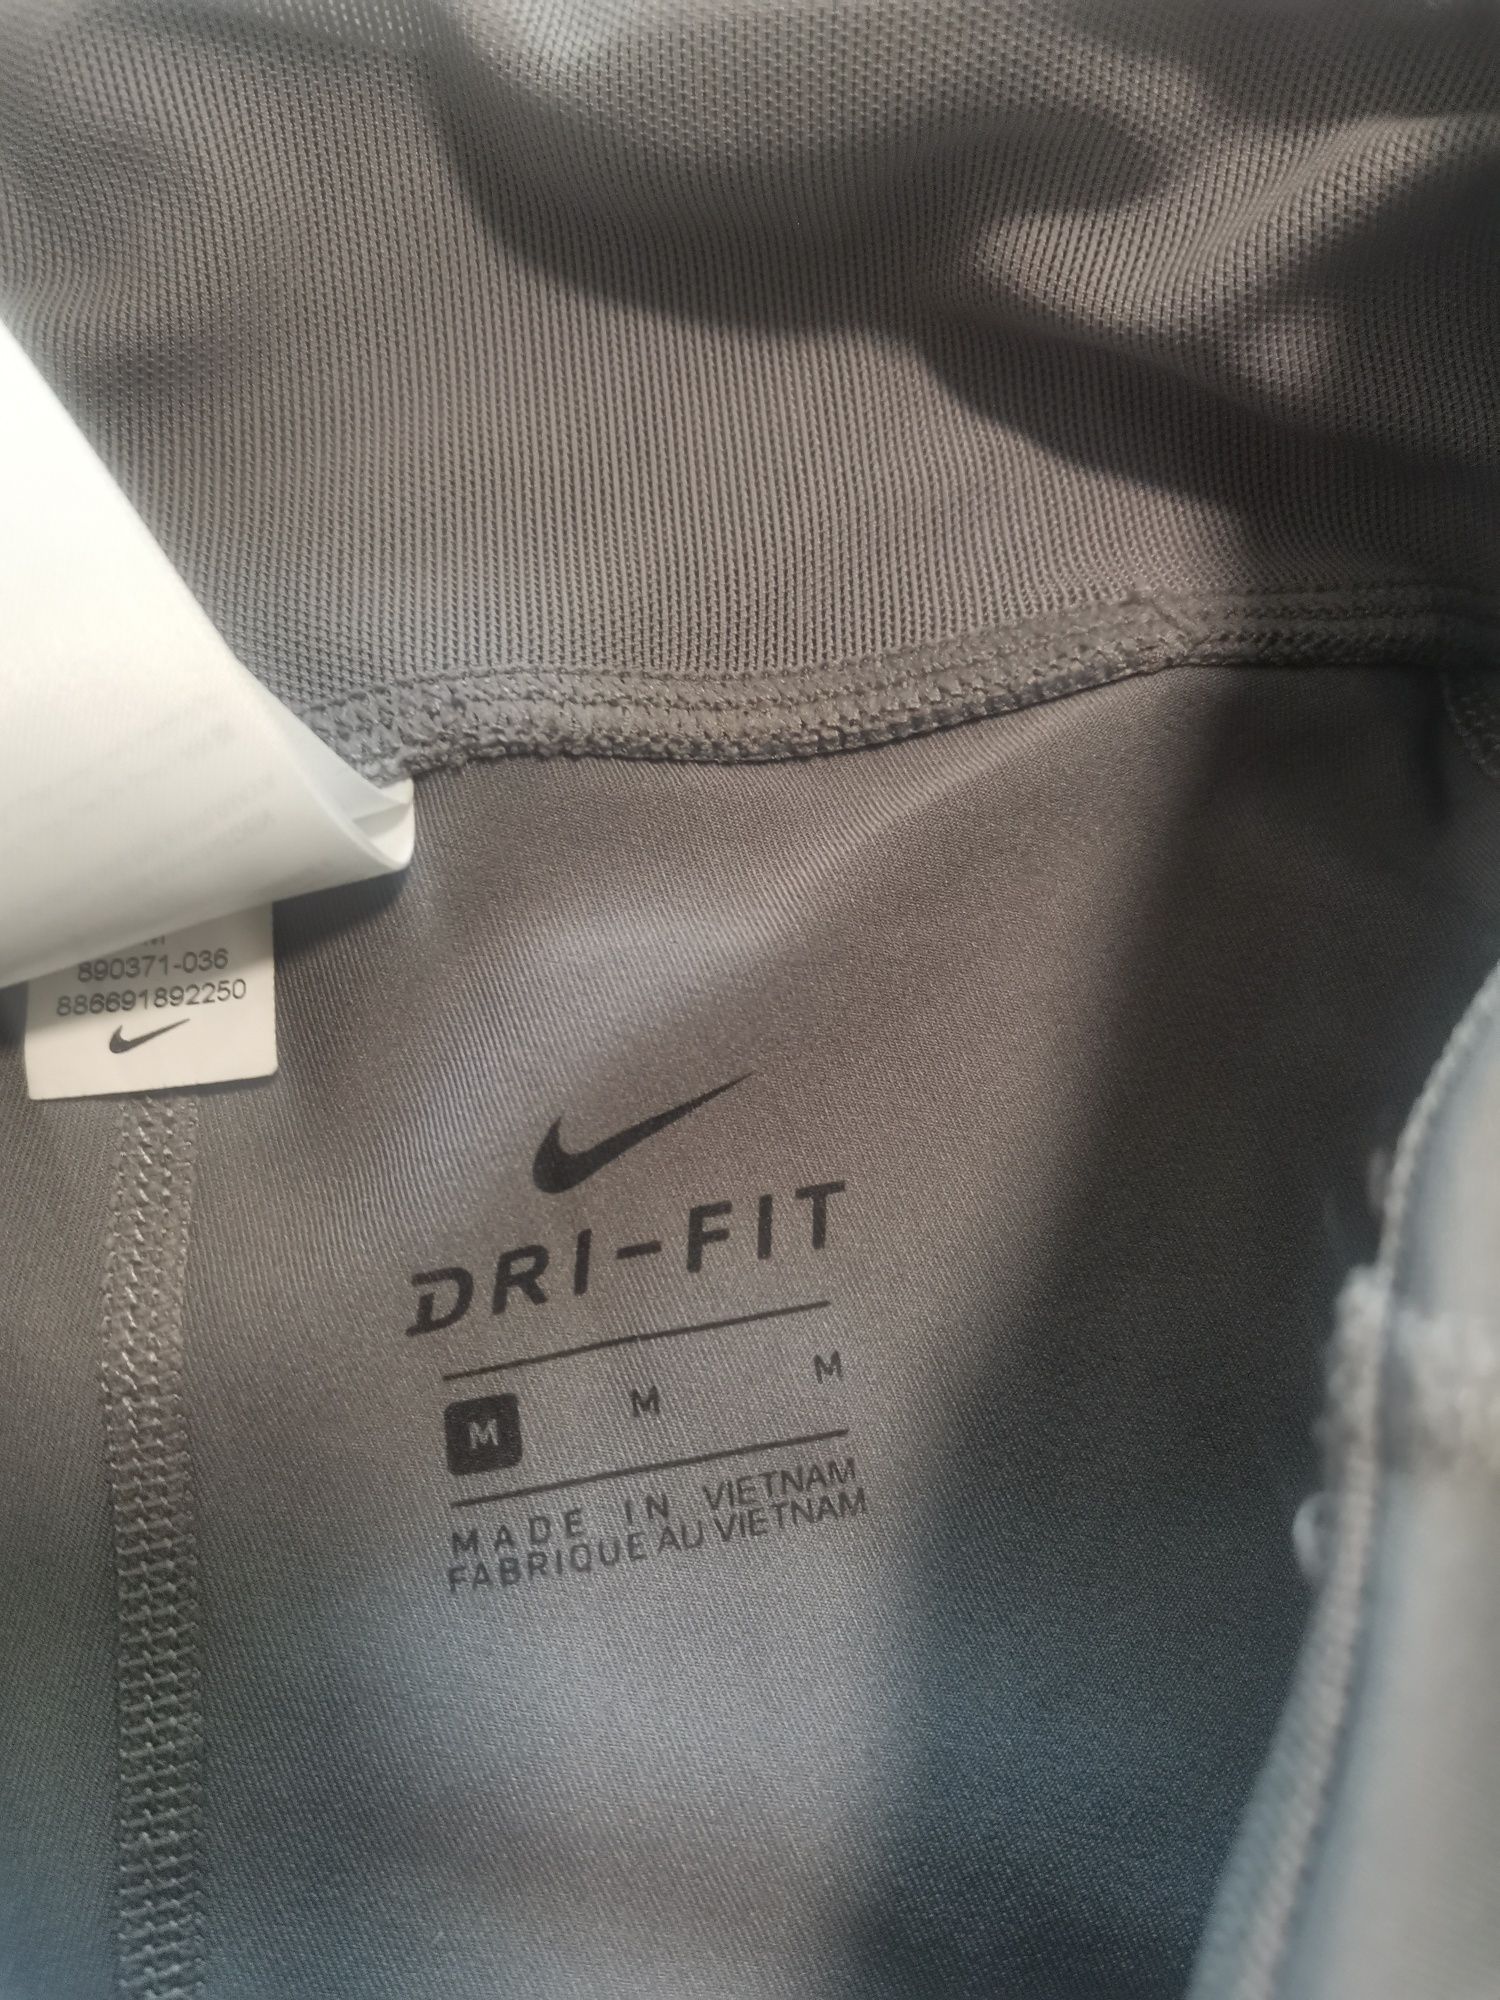 M
890371-036
886691892250
DRI-FIT
M M M
MADE IN VIETNAM
FABRIQUE AU VIETNAM